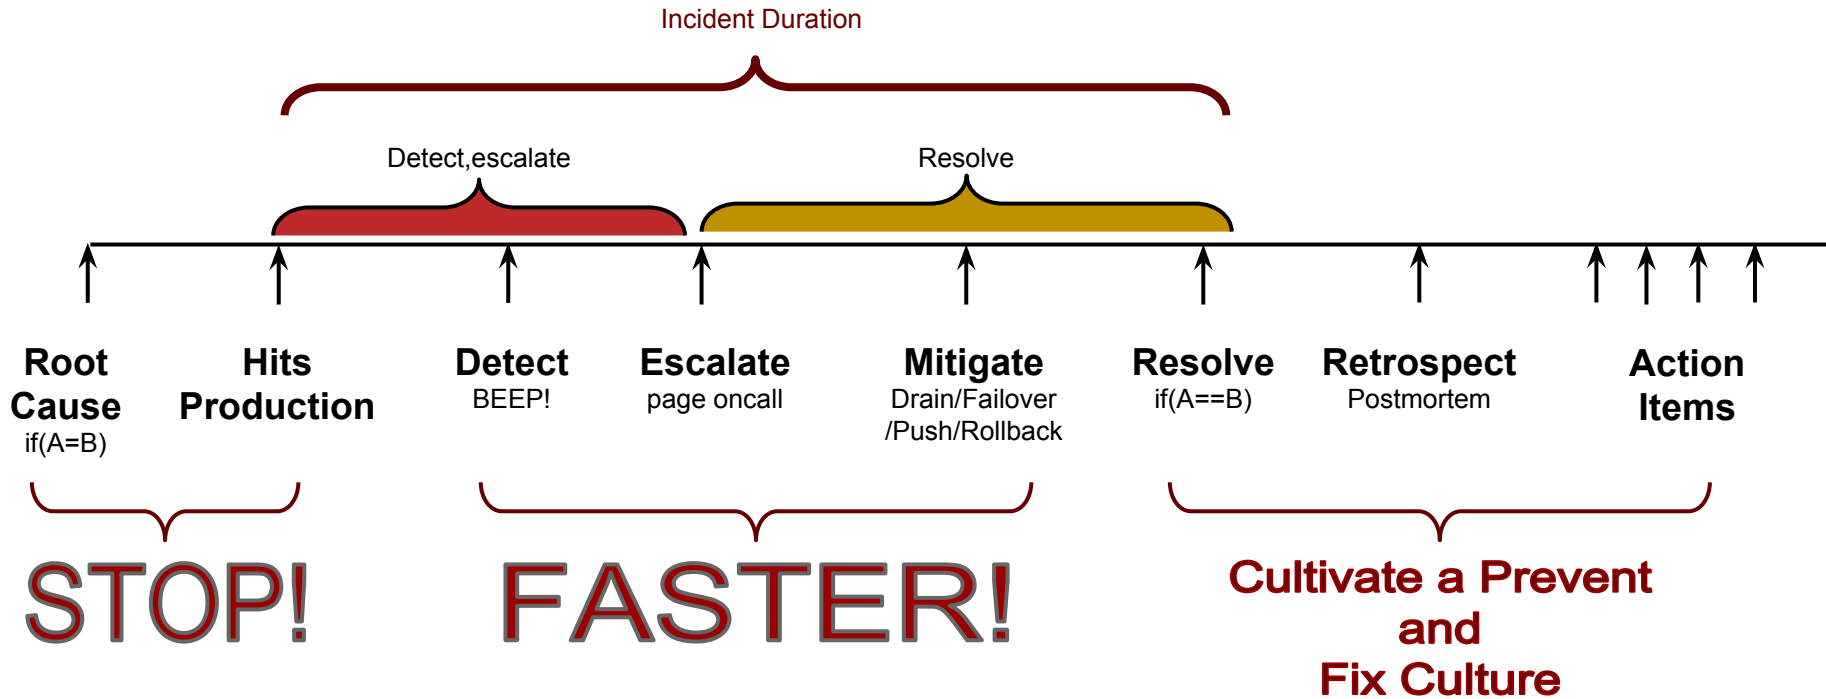 Incident Duration
Detect,escalate
Resolve
Root
Cause
if(A=B)
Hits
Production
Detect
BEEP!
Escalate
page oncall
Mitigate
Drain/Failover
/Push/Rollback
Resolve
if(A==B)
Retrospect
Postmortem
Action
Items
STOP!
FASTER!
Cultivate a Prevent
and
Fix Culture